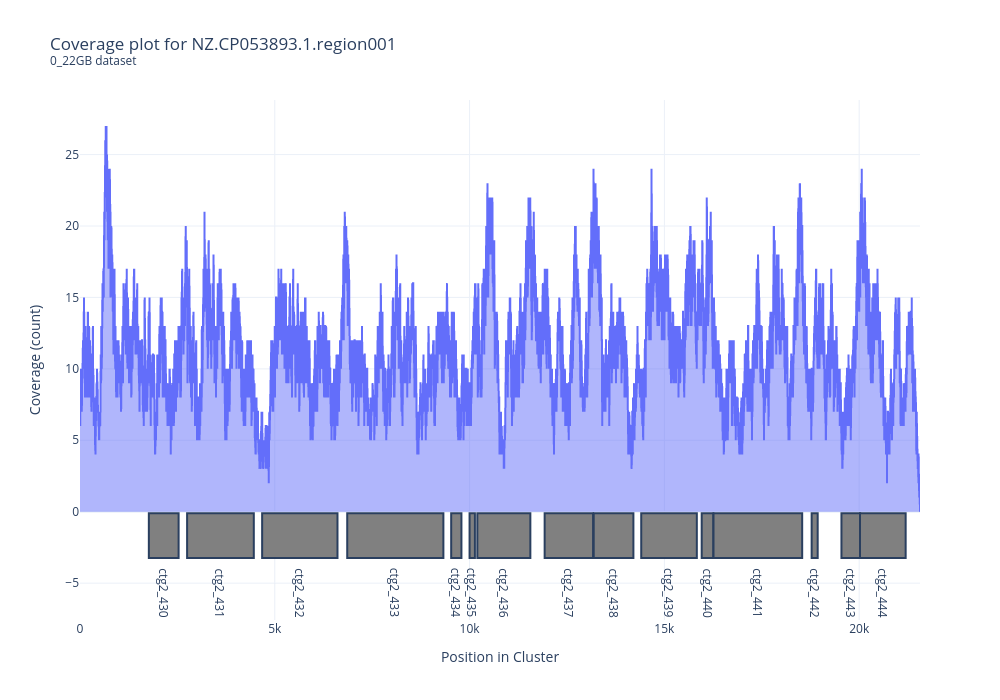 Coverage plot for NZ.CP053893.1.region001
0_22GB dataset
25
20
15
10
5
0
−5
Coverage (count)
ctg2_430
ctg2_431
ctg2_432
ctg2_433
ctg2_434
ctg2_435
ctg2_436
ctg2_437
ctg2_438
ctg2_439
ctg2_440
ctg2_441
ctg2_442
ctg2_443
ctg2_444
0
5k
10k
15k
20k
Position in Cluster